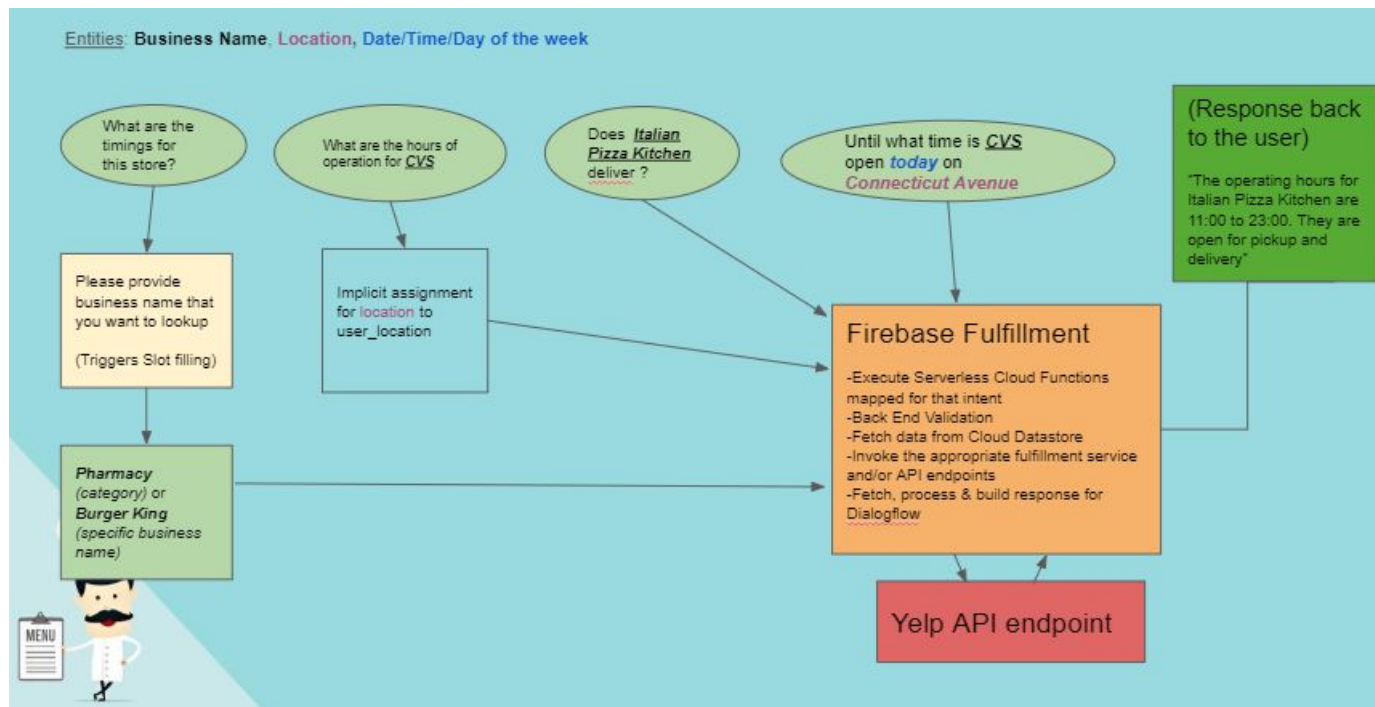 Entities: Business Name, Location, Date/Time/Day of the week
What are the
timings for
this store?
What are the hours of
operation for CVS
Does Italian
Pizza Kitchen
deliver ?
Until what time is CVS
open today on
Connecticut Avenue
(Response back
to the user)
"The operating hours for
Italian Pizza Kitchen are
11:00 to 23:00. They are
open for pickup and
delivery"
Please provide
business name that
you want to lookup
(Triggers Slot filling)
Implicit assignment
for location to
user_location
Firebase Fulfillment
-Execute Serverless Cloud Functions
mapped for that intent
-Back End Validation
-Fetch data from Cloud Datastore
-Invoke the appropriate fulfillment service
and/or API endpoints
-Fetch, process & build response for
Dialogflow
Pharmacy
(category) or
Burger King
(specific business
name)
Yelp API endpoint
MENU